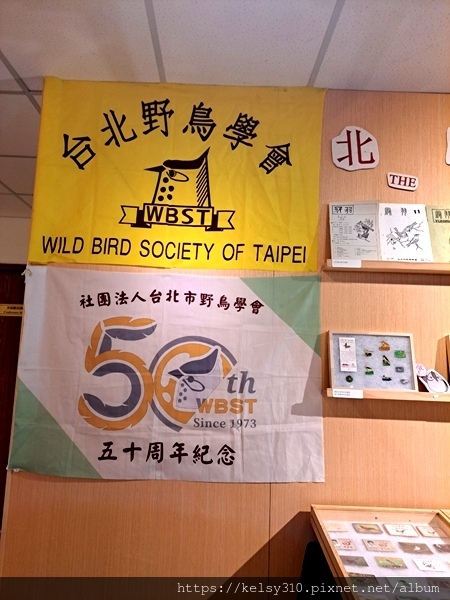 台北野鳥學會
WBST
WILD BIRD SOCIETY OF TAIPEI
社團法人台北市野鳥學會
50th
WBST
Since 1973
五十周年紀念
北
THE
https://kelsy310.pixnet.net/album